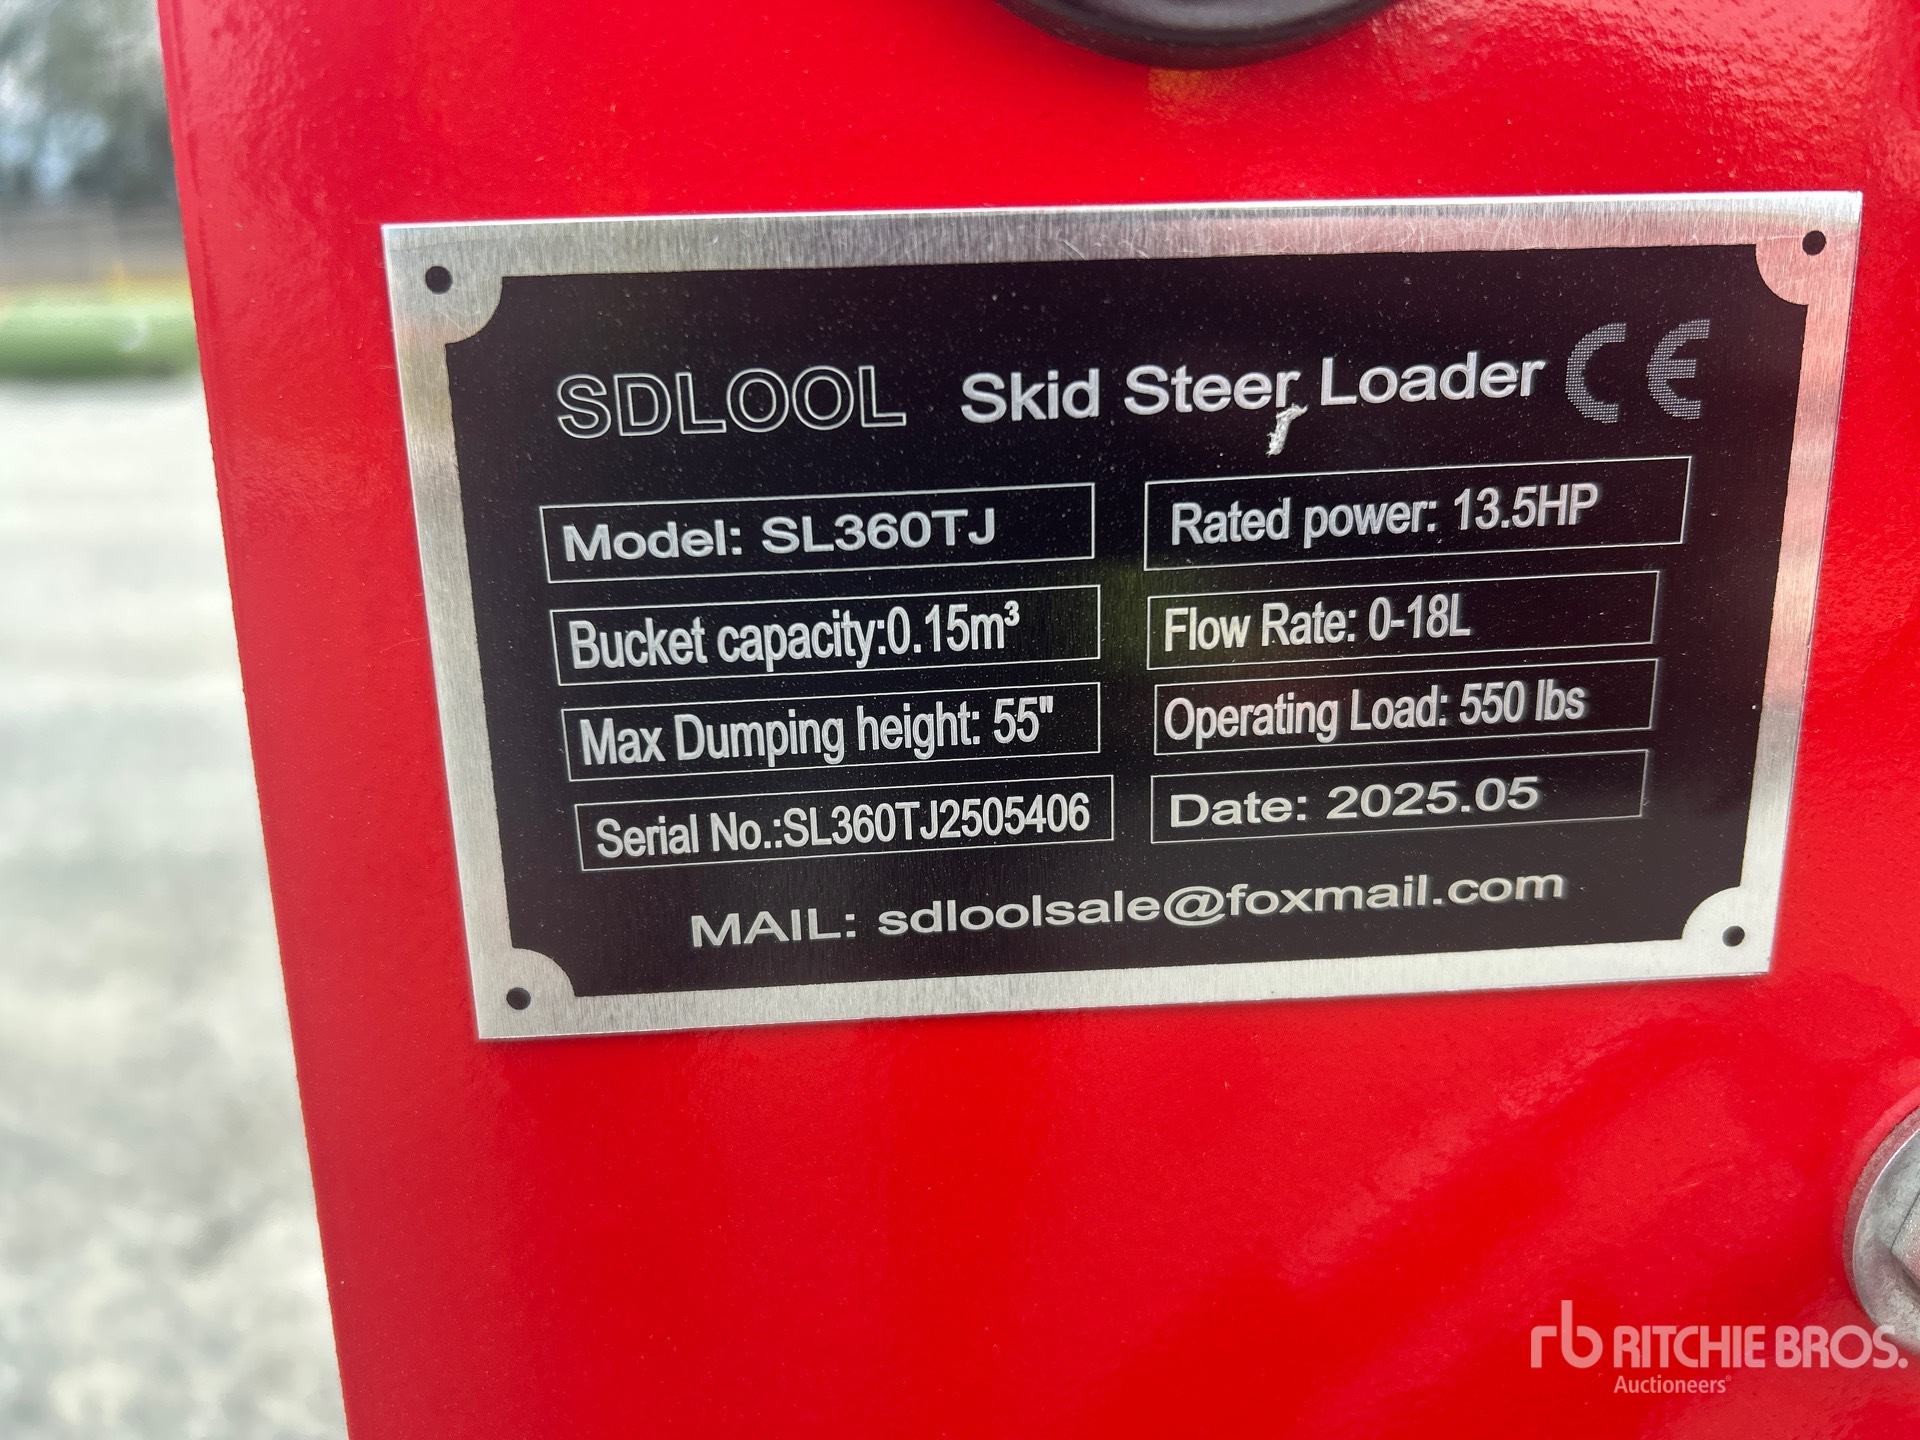 SDLOOL Skid Steer Loader CE
Model: SL360TJ
Rated power: 13.5HP
Bucket capacity:0.15m³
Flow Rate: 0-18L
Max Dumping height: 55"
Operating Load: 550 lbs
Serial No.:SL360TJ2505406
Date: 2025.05
MAIL: sdloolsale@foxmail.com
rb RITCHIE BROS.
Auctioneers